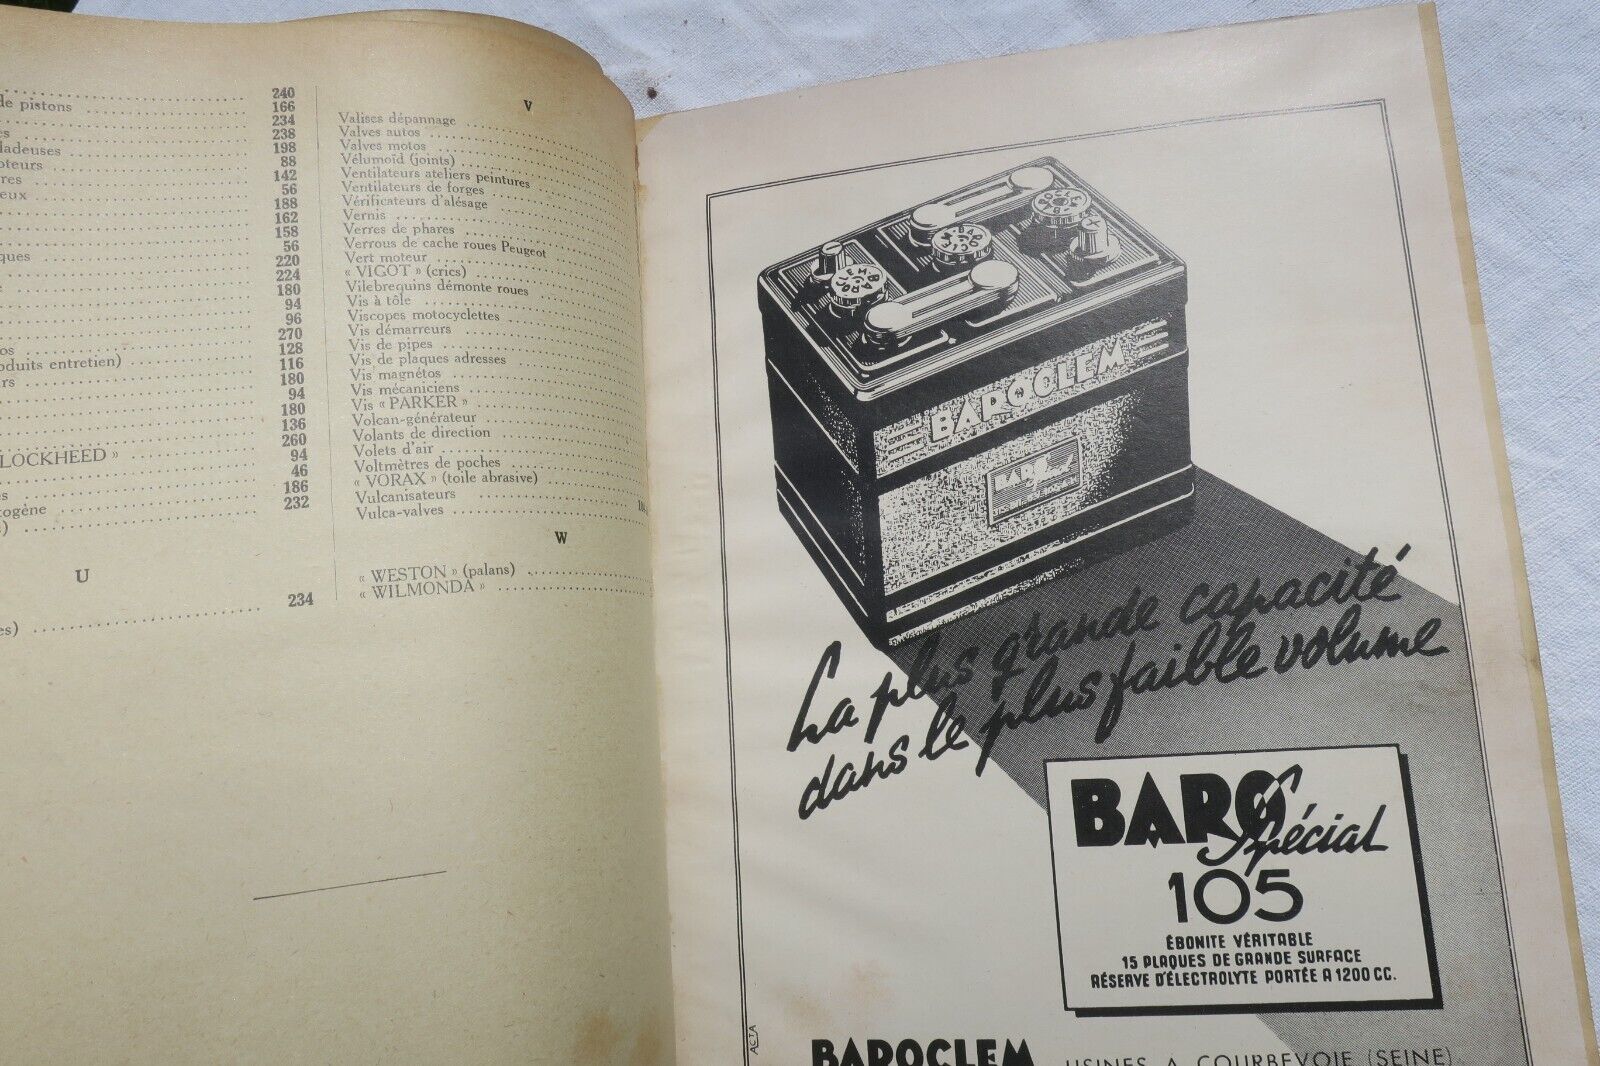 240
de pistons 166
234
es 238
ladeuses 198
oteurs 88
res 142
eux 56
188
162
158
ques 56
220
224
180
94
96
270
os 128
oduits entretien) 116
rs 180
94
180
136
260
LOCKHEED » 94
46
es 186
togène 232
)
U
234
es)
V
Valises dépannage
Valves autos
Valves motos
Vélumoïd (joints)
Ventilateurs ateliers peintures
Ventilateurs de forges
Vérificateurs d'alésage
Vernis
Verres de phares
Verrous de cache roues Peugeot
Vert moteur
« VIGOT » (crics)
Vilebrequins démonte roues
Vis à tôle
Viscopes motocyclettes
Vis démarreurs
Vis de pipes
Vis de plaques adresses
Vis magnétos
Vis mécaniciens
Vis « PARKER »
Volcan-générateur
Volants de direction
Volets d'air
Voltmètres de poches
« VORAX » (toile abrasive)
Vulcanisateurs
Vulca-valves
W
« WESTON » (palans)
« WILMONDA »
BAROCLEM
BAROCLEM
BAROCLEM
BAROCLEM
BARO
La plus grande capacité
dans le plus faible volume
BARO
Spécial
105
ÉBONITE VÉRITABLE
15 PLAQUES DE GRANDE SURFACE
RÉSERVE D'ÉLECTROLYTE PORTÉE A 1200 CC.
ACTA
BAROCLEM USINES A COURBEVOIE (SEINE)